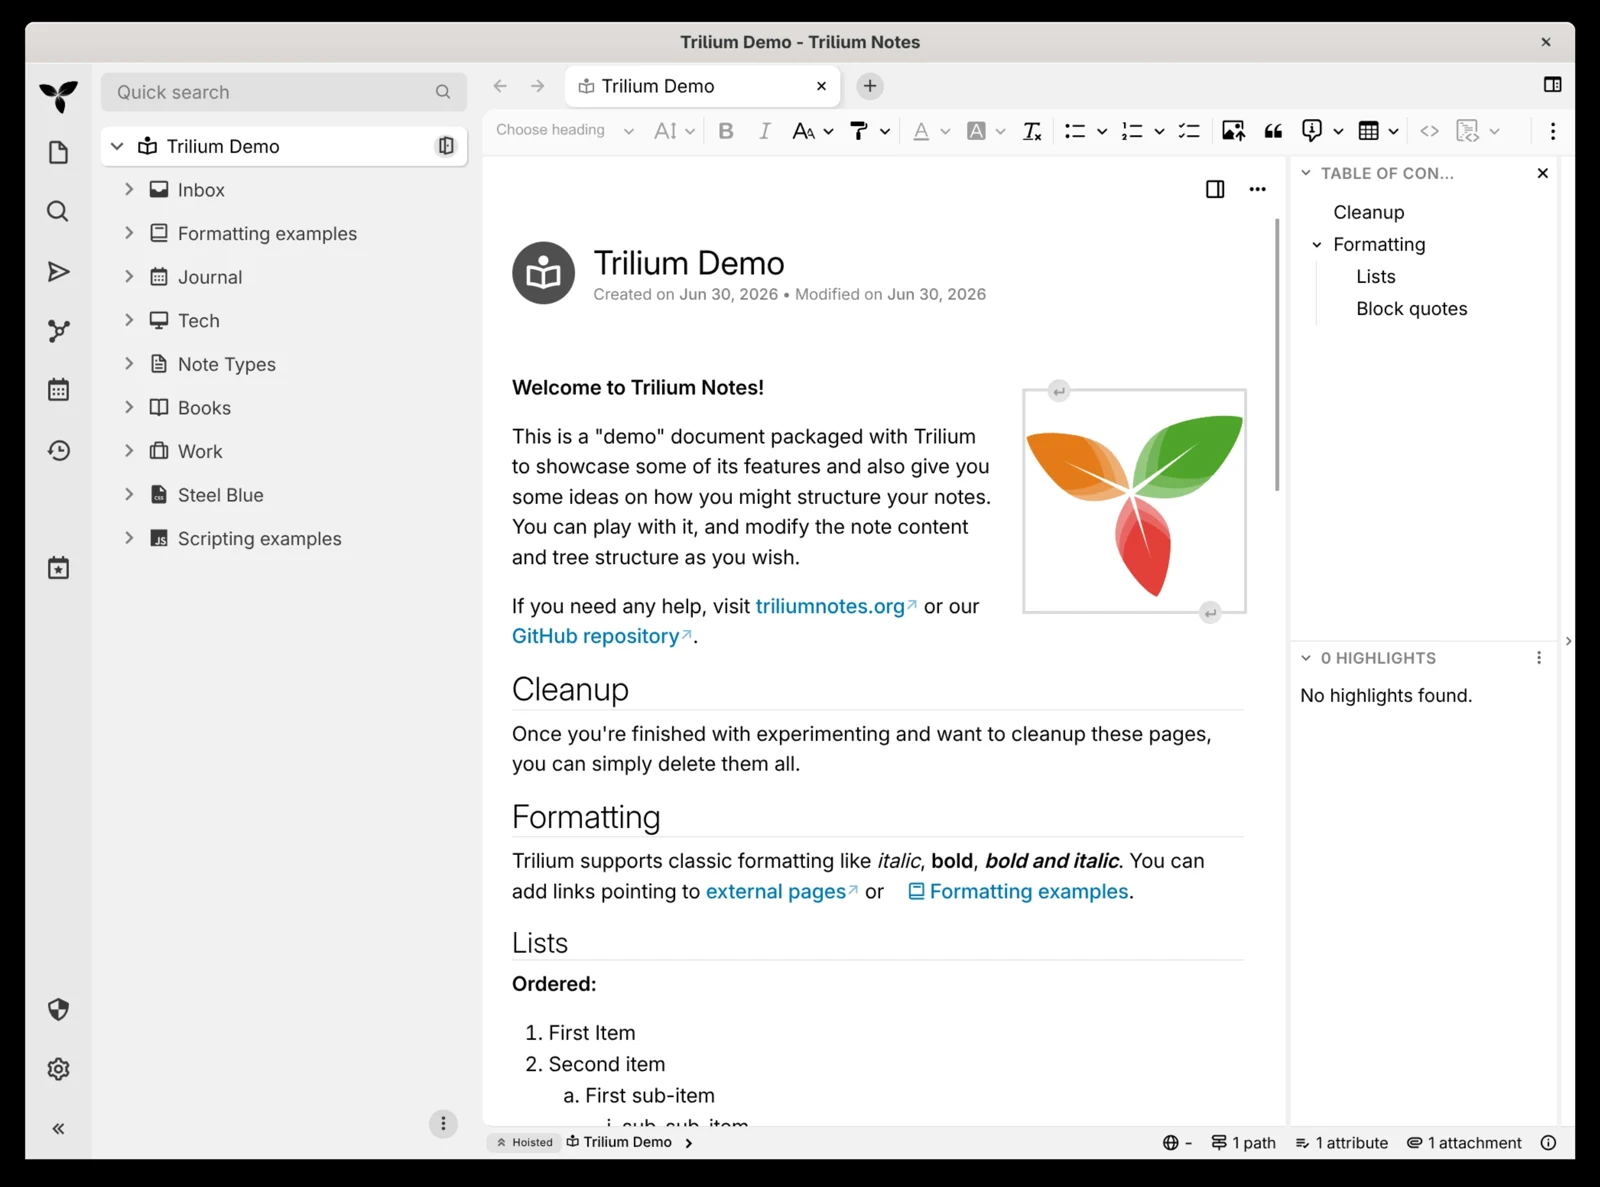 Trilium Demo - Trilium Notes
Quick search
Trilium Demo
Inbox
Formatting examples
Journal
Tech
Note Types
Books
Work
Steel Blue
Scripting examples
Trilium Demo
Choose heading
Trilium Demo
Created on Jun 30, 2026 • Modified on Jun 30, 2026
Welcome to Trilium Notes!
This is a "demo" document packaged with Trilium
to showcase some of its features and also give you
some ideas on how you might structure your notes.
You can play with it, and modify the note content
and tree structure as you wish.
If you need any help, visit triliumnotes.org or our
GitHub repository.
Cleanup
Once you're finished with experimenting and want to cleanup these pages,
you can simply delete them all.
Formatting
Trilium supports classic formatting like italic, bold, bold and italic. You can
add links pointing to external pages or Formatting examples.
Lists
Ordered:
1. First Item
2. Second item
a. First sub-item
i. sub-sub-item
Hoisted Trilium Demo
TABLE OF CON...
Cleanup
Formatting
Lists
Block quotes
0 HIGHLIGHTS
No highlights found.
- 1 path 1 attribute 1 attachment